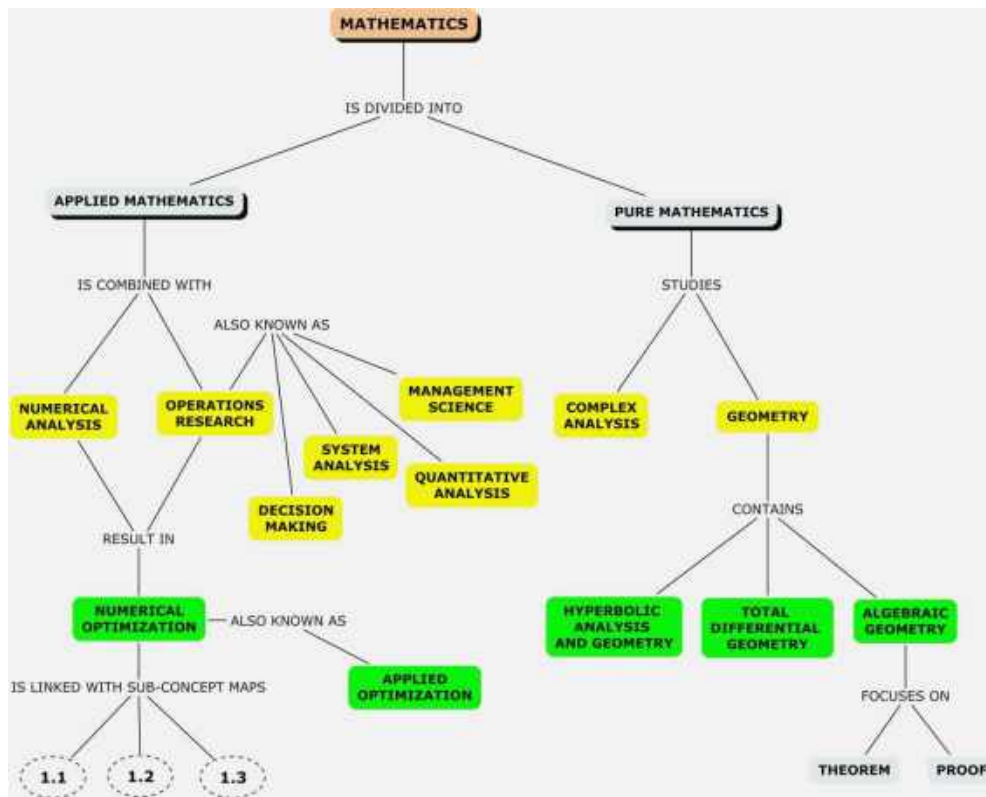 MATHEMATICS
IS DIVIDED INTO
APPLIED MATHEMATICS
PURE MATHEMATICS
IS COMBINED WITH
STUDIES
ALSO KNOWN AS
MANAGEMENT
SCIENCE
NUMERICAL
ANALYSIS
OPERATIONS
RESEARCH
COMPLEX
ANALYSIS
GEOMETRY
SYSTEM
ANALYSIS
QUANTITATIVE
ANALYSIS
DECISION
MAKING
CONTAINS
RESULT IN
NUMERICAL
OPTIMIZATION
ALSO KNOWN AS
HYPERBOLIC
ANALYSIS
AND GEOMETRY
TOTAL
DIFFERENTIAL
GEOMETRY
ALGEBRAIC
GEOMETRY
APPLIED
OPTIMIZATION
IS LINKED WITH SUB-CONCEPT MAPS
FOCUSES ON
1.1
1.2
1.3
THEOREM
PROOF